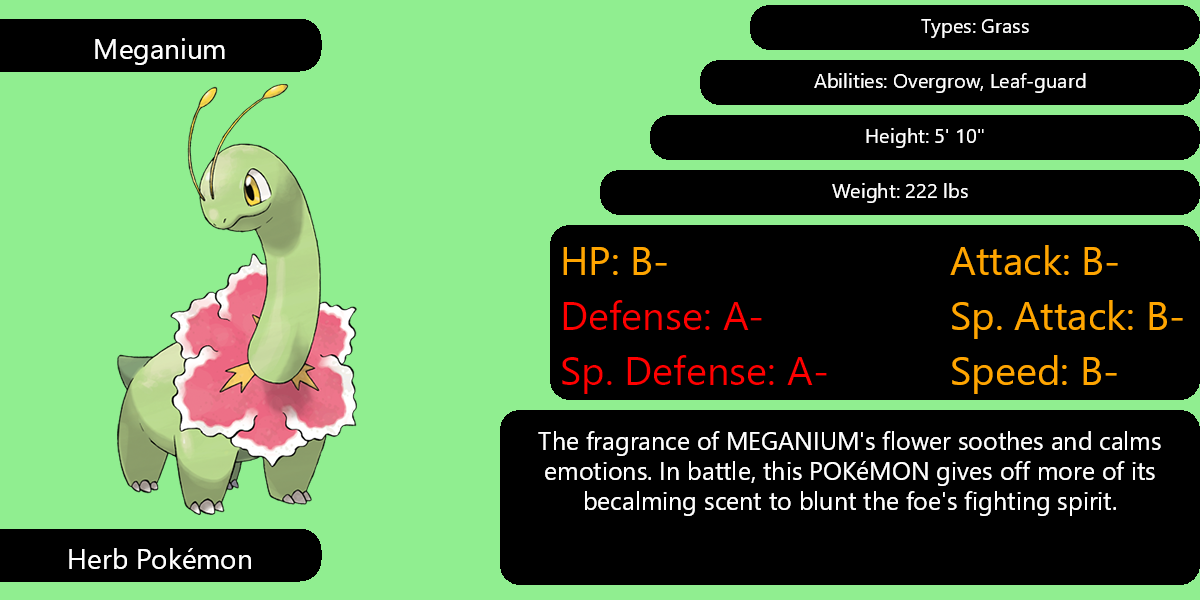 Meganium
Types: Grass
Abilities: Overgrow, Leaf-guard
Height: 5' 10"
Weight: 222 lbs
HP: B-
Attack: B-
Defense: A-
Sp. Attack: B-
Sp. Defense: A-
Speed: B-
The fragrance of MEGANIUM's flower soothes and calms
emotions. In battle, this POKéMON gives off more of its
becalming scent to blunt the foe's fighting spirit.
Herb Pokémon